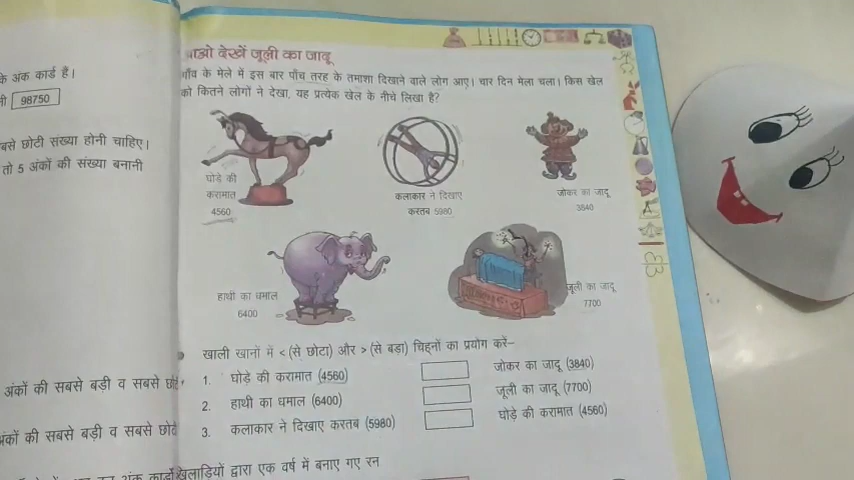 के अंक कार्ड हैं।
98750
छोटी संख्या होनी चाहिए।
तो 5 अंकों की संख्या बनानी
अंकों की सबसे बड़ी व सबसे
की सबसे बड़ी व सबसे
देखें जूली का जादू
के मेले में इस बार पाँच तरह के तमाशा दिखाने वाले लोग आए। चार दिन मेला चला। किस खेल
को कितने लोगों ने देखा, यह प्रत्येक खेल के नीचे लिखा है?
घोड़े की
करामात
4560
कलाकार ने दिखाए
करतब 5980
जोकर का जादू
3840
हाथी का धमाल
6400
जूली का जादू
7700
खाली खानों में < (से छोटा) और > (से बड़ा) चिह्नों का प्रयोग करें–
1. घोड़े की करामात (4560) जोकर का जादू (3840)
2. हाथी का धमाल (6400) जूली का जादू (7700)
3. कलाकार ने दिखाए करतब (5980) घोड़े की करामात (4560)
खिलाडियों द्वारा एक वर्ष में बनाए गए रन